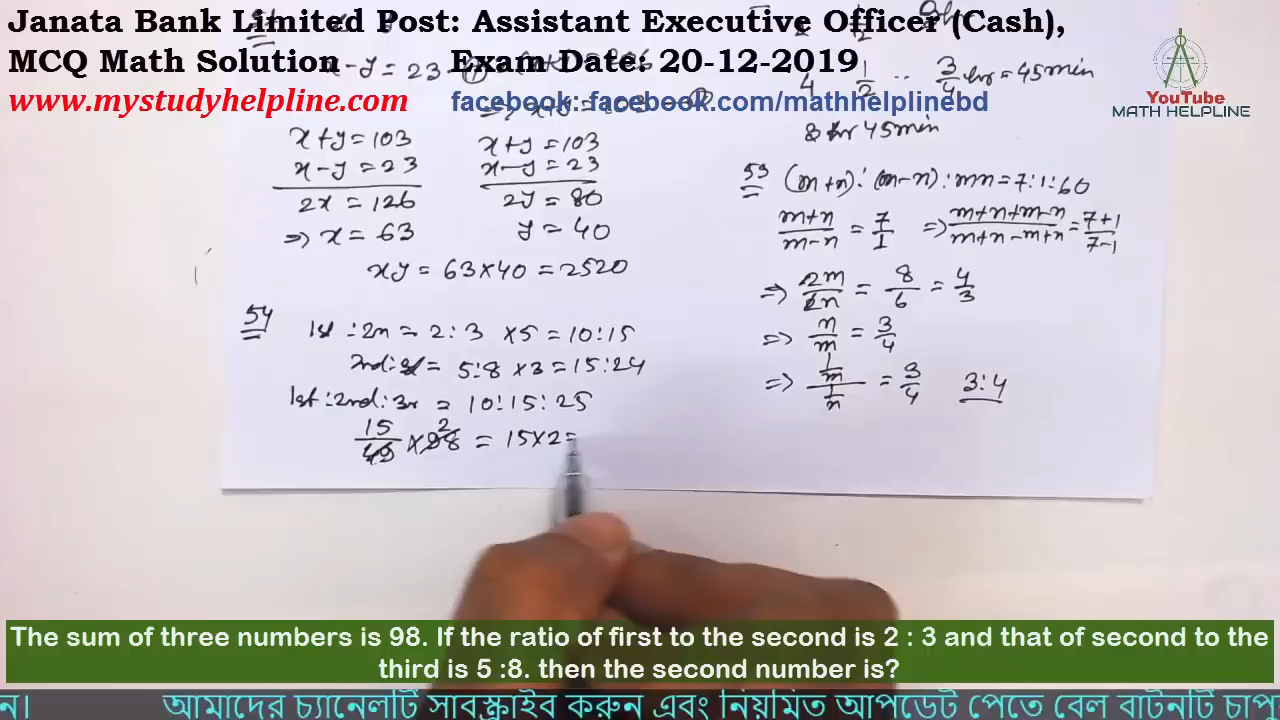 Janata Bank Limited Post: Assistant Executive Officer (Cash),
MCQ Math Solution Exam Date: 20-12-2019
www.mystudyhelpline.com facebook: facebook.com/mathhelplinebd
YouTube
MATH HELPLINE
x-y = 23
x+y = 103
x-y = 23
2x = 126
=> x = 63
x+y = 103
x-y = 23
2y = 80
y = 40
xy = 63×40 = 2520
54
1st :2n = 2:3 ×5 = 10:15
= 5:8 ×3 = 15:24
1st :2nd: 3r = 10:15:25
15/49 × 98 2 = 15×2=
4 1/2 .. 3/4 hr = 45 min
8 hr 45 min
53 (m+n):(m-n):mn = 7:1:60
m+n/m-n = 7/1 => m+n+m-n/m+n-m+n = 7+1/7-1
=> 2m/2n = 8/6 = 4/3
=> n/m = 3/4
=> 1/m / 1/n = 3/4 3:4
The sum of three numbers is 98. If the ratio of first to the second is 2 : 3 and that of second to the
third is 5 :8. then the second number is?
ন। আমাদের চ্যানেলটি সাবস্ক্রাইব করুন এবং নিয়মিত আপডেট পেতে বেল বাটনটি চাপ